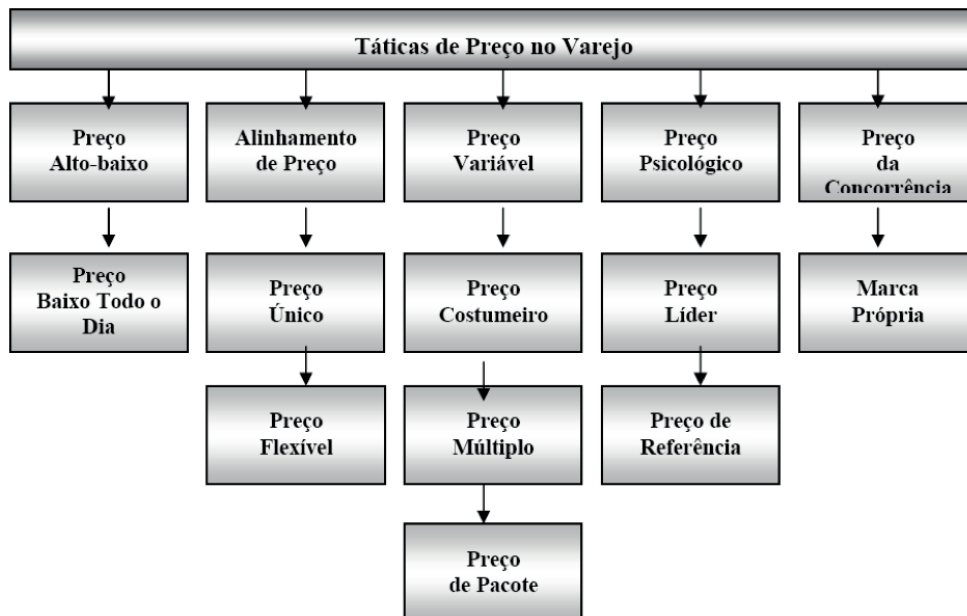 Táticas de Preço no Varejo
Preço
Alto-baixo
Alinhamento
de Preço
Preço
Variável
Preço
Psicológico
Preço
da
Concorrência
Preço
Baixo Todo o
Dia
Preço
Único
Preço
Costumeiro
Preço
Líder
Marca
Própria
Preço
Flexível
Preço
Múltiplo
Preço de
Referência
Preço
de Pacote